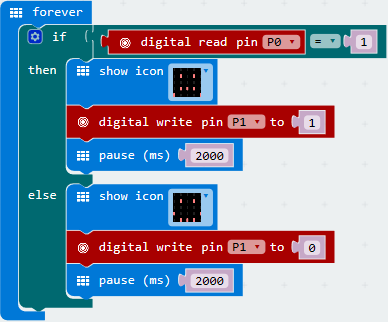 forever
if digital read pin P0 = 1
then show icon
digital write pin P1 to 1
pause (ms) 2000
else show icon
digital write pin P1 to 0
pause (ms) 2000